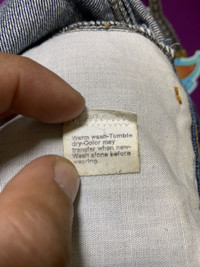 Warm wash-Tumble
dry-Color may
transfer when new-
Wash alone before
wearing.